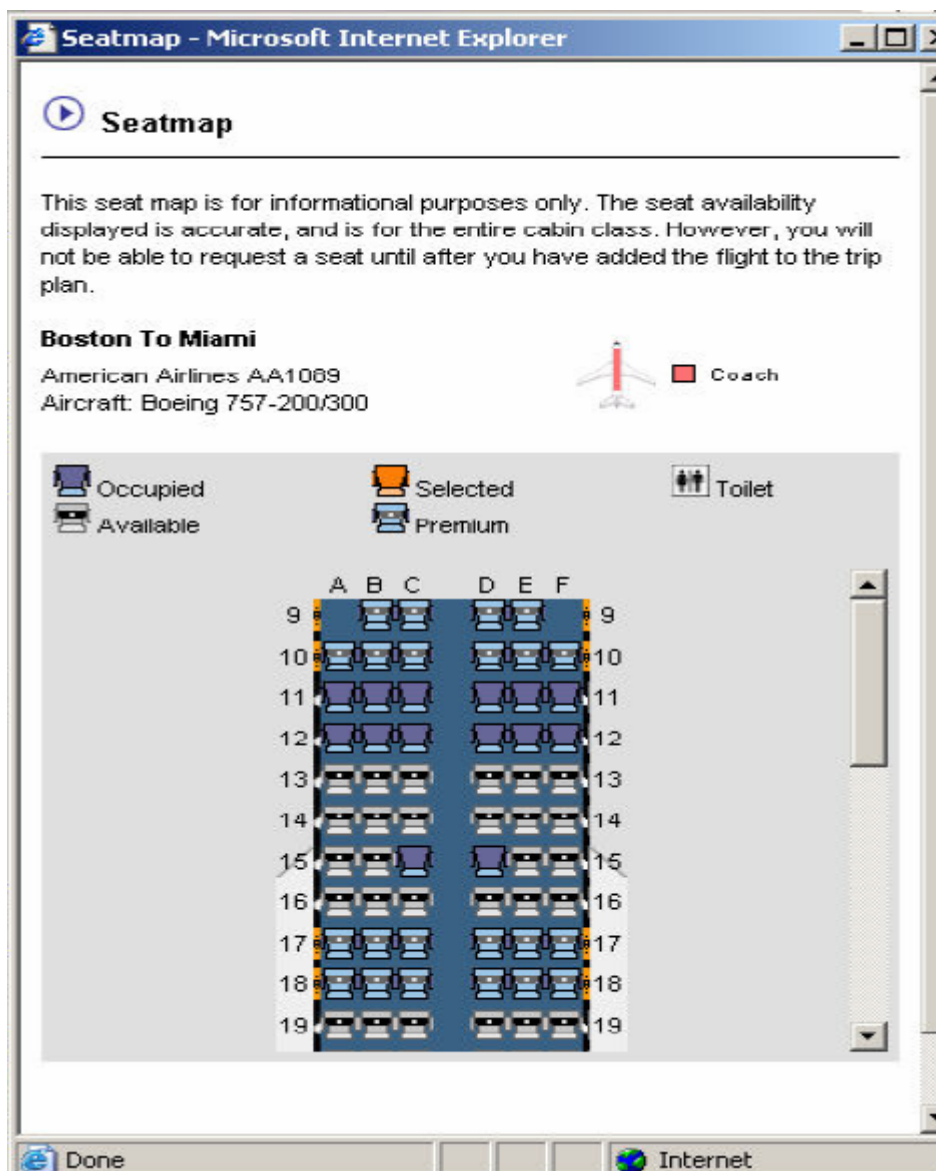 Seatmap - Microsoft Internet Explorer
Seatmap
This seat map is for informational purposes only. The seat availability
displayed is accurate, and is for the entire cabin class. However, you will
not be able to request a seat until after you have added the flight to the trip
plan.
Boston To Miami
American Airlines AA1089
Aircraft: Boeing 757-200/300
Coach
Occupied Selected Toilet
Available Premium
A B C D E F
9 9
10 10
11 11
12 12
13 13
14 14
15 15
16 16
17 17
18 18
19 19
Done Internet